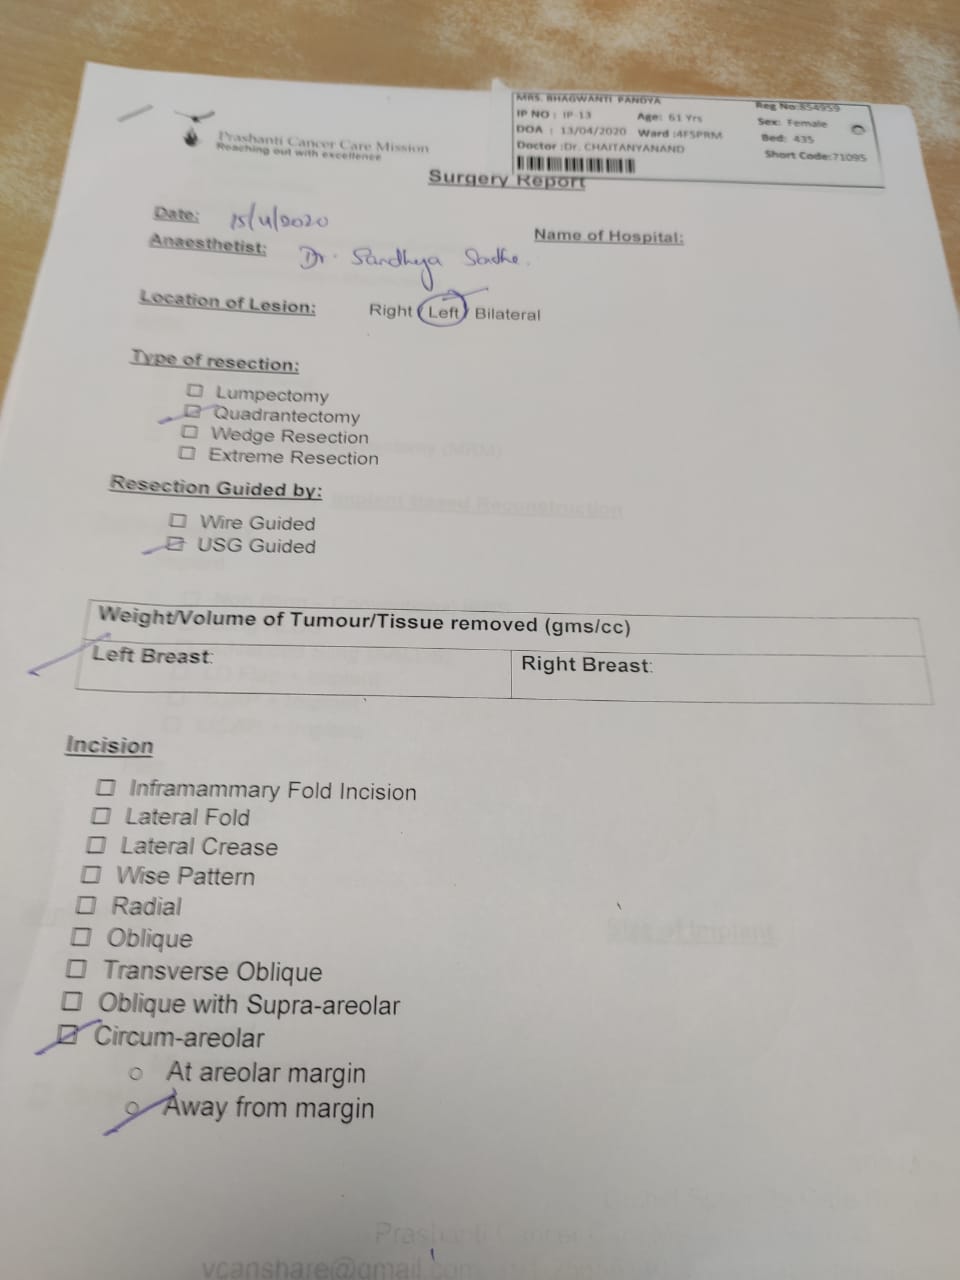 Prashanti Cancer Care Mission
Reaching out with excellence
MRS. BHAGWANTI PANDYA
Reg No:854959
IP NO : IP-13 Age: 61 Yrs Sex: Female
DOA : 13/04/2020 Ward :4FSPRM Bed: 435
Doctor :Dr. CHAITANYANAND Short Code:71095
Surgery Report
Date: 15/4/2020
Name of Hospital:
Anaesthetist: Dr. Sandhya Sathe.
Location of Lesion: Right Left Bilateral
Type of resection:
☐ Lumpectomy
☑ Quadrantectomy
☐ Wedge Resection
☐ Extreme Resection
Resection Guided by:
☐ Wire Guided
☑ USG Guided
Weight/Volume of Tumour/Tissue removed (gms/cc)
Left Breast: Right Breast:
Incision
☐ Inframammary Fold Incision
☐ Lateral Fold
☐ Lateral Crease
☐ Wise Pattern
☐ Radial
☐ Oblique
☐ Transverse Oblique
☐ Oblique with Supra-areolar
☑ Circum-areolar
○ At areolar margin
○ Away from margin
Size of Implant
vcanshare@gmail.com